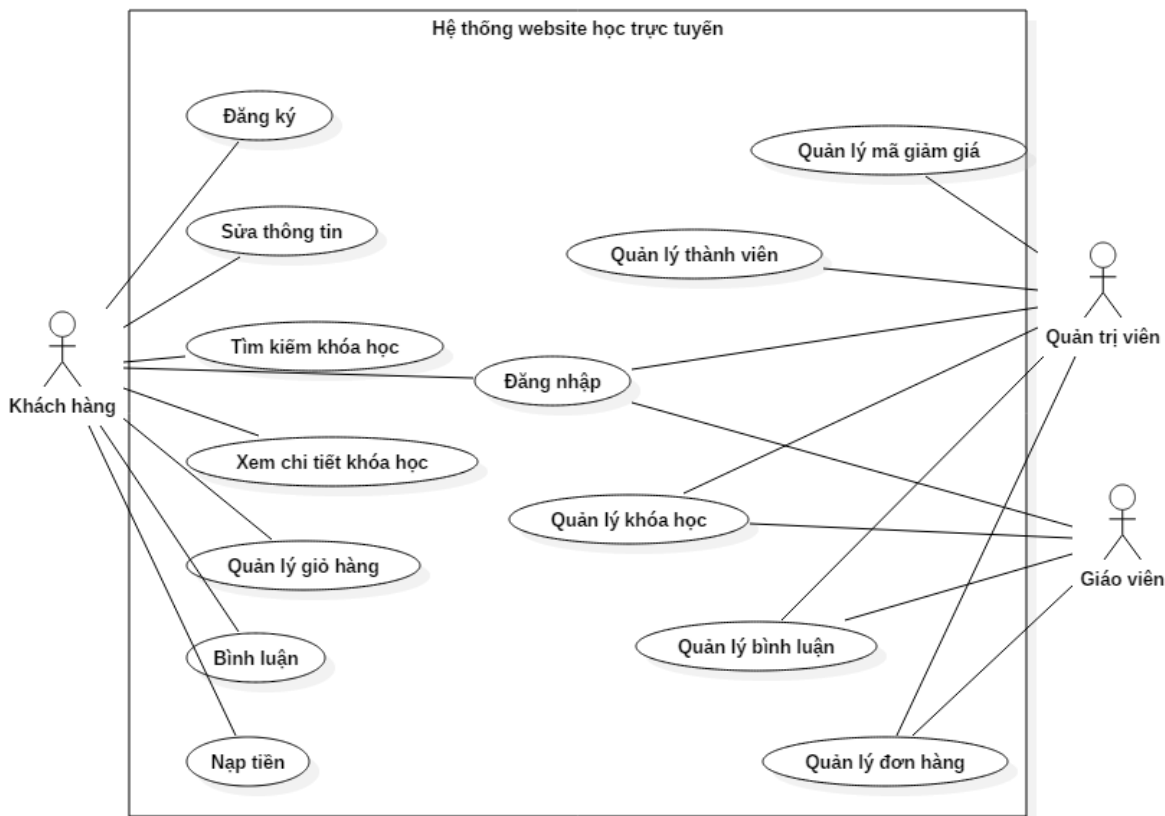 Hệ thống website học trực tuyến
Đăng ký
Quản lý mã giảm giá
Sửa thông tin
Quản lý thành viên
Quản trị viên
Tìm kiếm khóa học
Đăng nhập
Khách hàng
Xem chi tiết khóa học
Quản lý khóa học
Quản lý giỏ hàng
Giáo viên
Bình luận
Quản lý bình luận
Nạp tiền
Quản lý đơn hàng